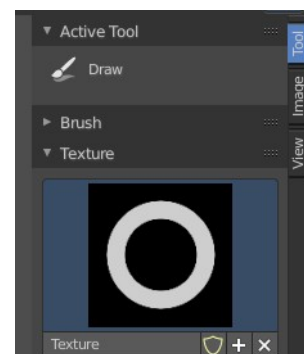 Active Tool
Draw
Brush
Texture
Texture
Tool
Image
View